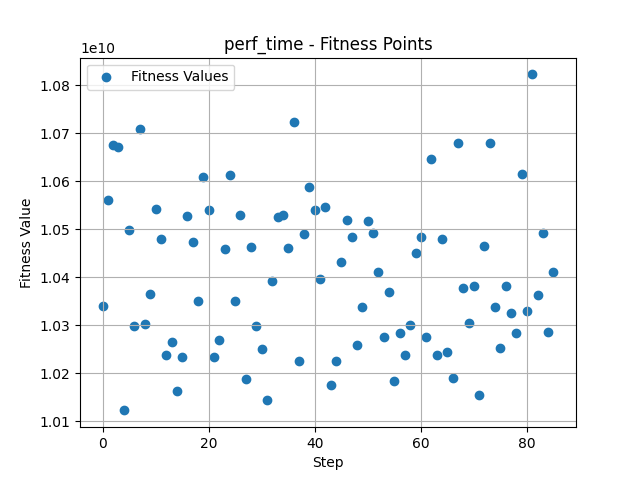 perf_time - Fitness Points
1e10
Fitness Values
1.08
1.07
1.06
1.05
1.04
1.03
1.02
1.01
Fitness Value
0 20 40 60 80
Step